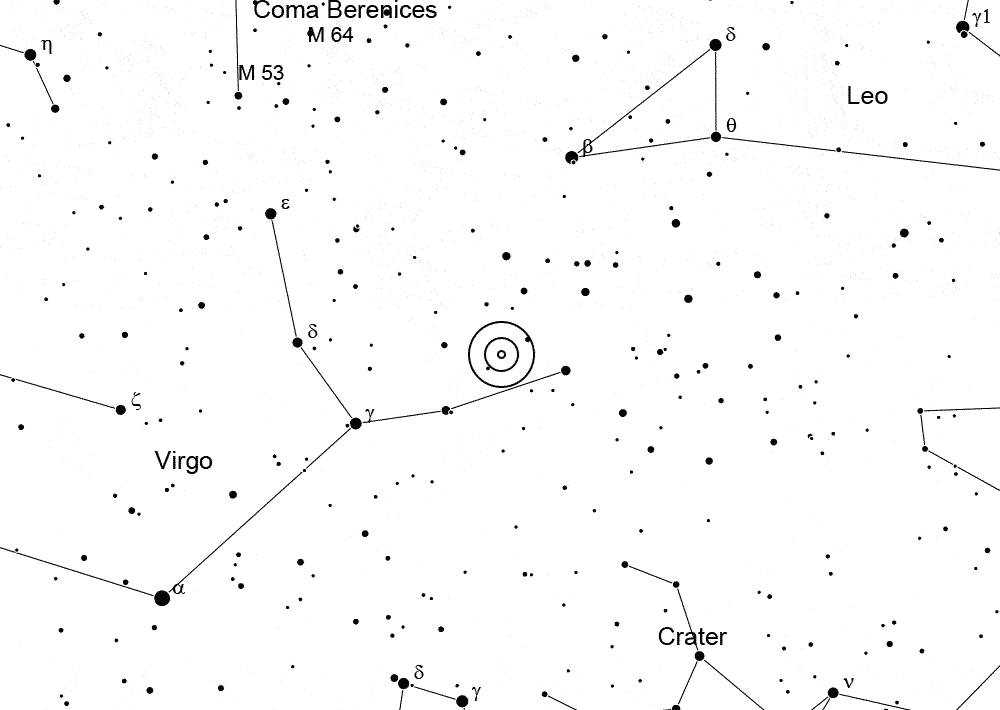 Coma Berenices
M 64
M 53
η
δ
γ1
Leo
θ
β
ε
δ
ζ
γ
Virgo
α
Crater
δ
γ
ν